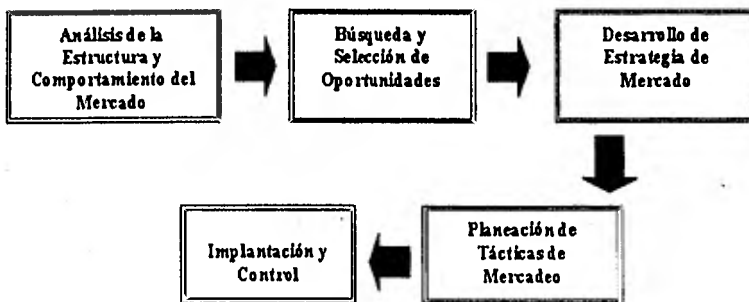 Análisis de la
Estructura y
Comportamiento del
Mercado
Búsqueda y
Selección de
Oportunidades
Desarrollo de
Estrategia de
Mercado
Planeación de
Tácticas de
Mercadeo
Implantación y
Control